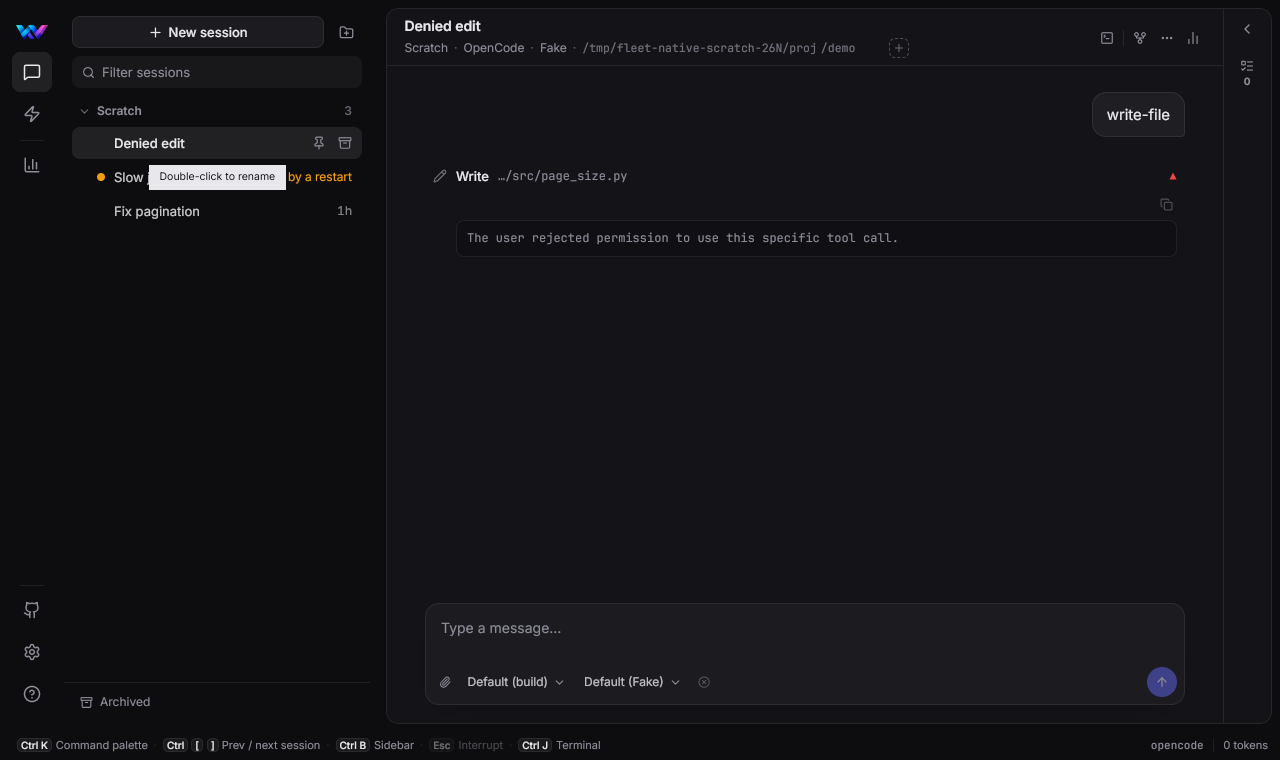 New session
Filter sessions
Scratch 3
Denied edit
Slow
Double-click to rename
by a restart
Fix pagination 1h
Archived
Denied edit
Scratch · OpenCode · Fake · /tmp/fleet-native-scratch-26N/proj /demo
0
write-file
Write …/src/page_size.py
The user rejected permission to use this specific tool call.
Type a message...
Default (build) Default (Fake)
Ctrl K Command palette · Ctrl [ ] Prev / next session · Ctrl B Sidebar · Esc Interrupt · Ctrl J Terminal
opencode 0 tokens